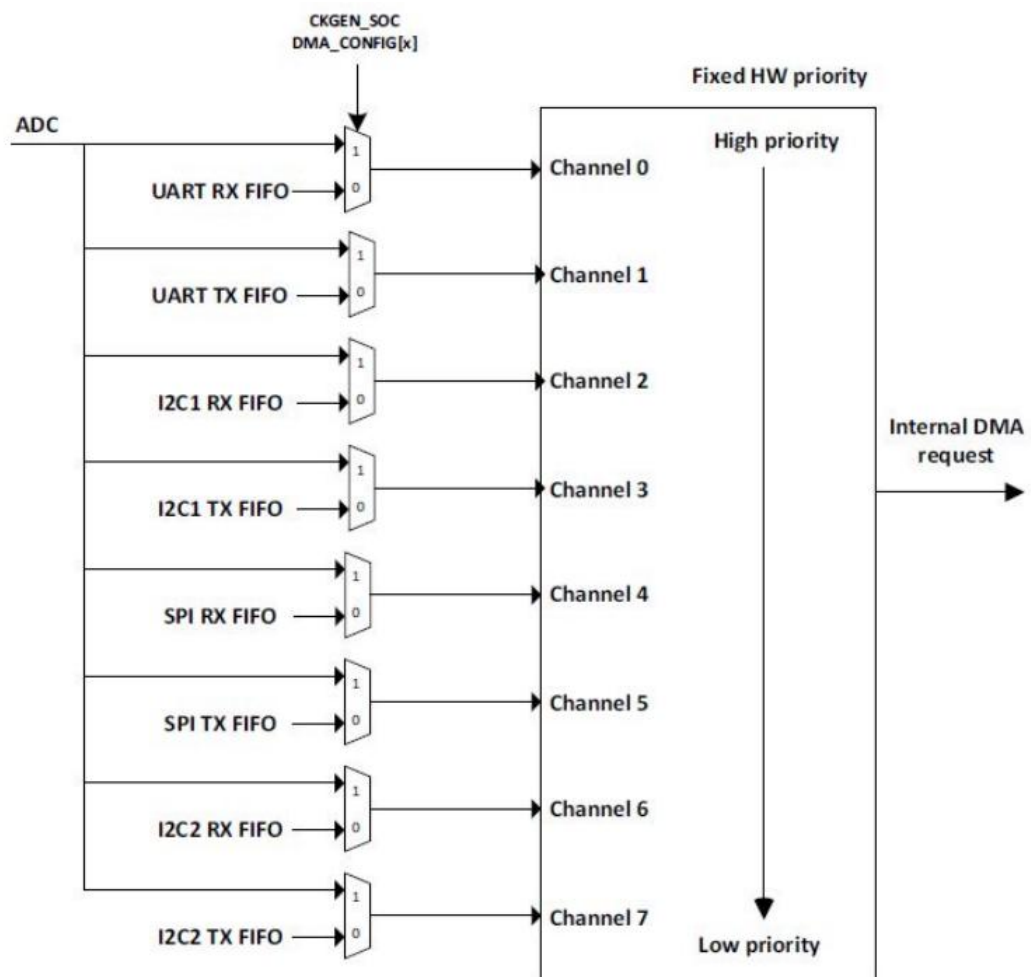 CKGEN_SOC
DMA_CONFIG[x]
Fixed HW priority
ADC
High priority
1
0
UART RX FIFO
Channel 0
1
0
UART TX FIFO
Channel 1
1
0
I2C1 RX FIFO
Channel 2
1
0
I2C1 TX FIFO
Channel 3
Internal DMA
request
1
0
SPI RX FIFO
Channel 4
1
0
SPI TX FIFO
Channel 5
1
0
I2C2 RX FIFO
Channel 6
1
0
I2C2 TX FIFO
Channel 7
Low priority